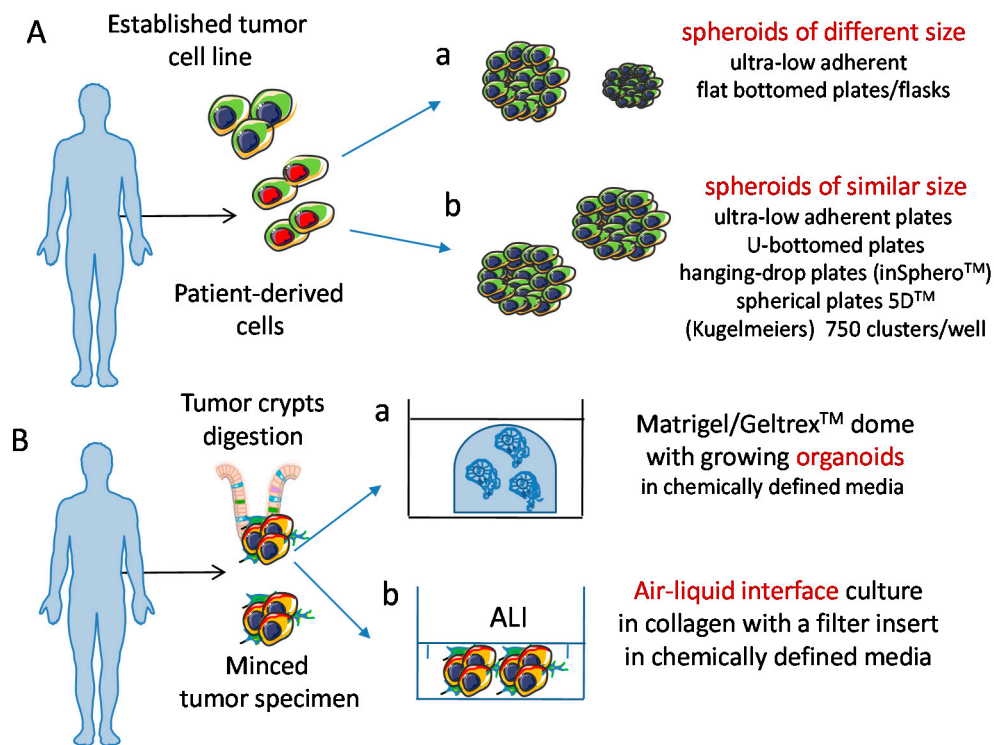 A
Established tumor
cell line
Patient-derived
cells
a
spheroids of different size
ultra-low adherent
flat bottomed plates/flasks
b
spheroids of similar size
ultra-low adherent plates
U-bottomed plates
hanging-drop plates (inSphero™)
spherical plates 5D™
(Kugelmeiers) 750 clusters/well
B
Tumor crypts
digestion
Minced
tumor specimen
a
Matrigel/Geltrex™ dome
with growing organoids
in chemically defined media
b
ALI
Air-liquid interface culture
in collagen with a filter insert
in chemically defined media